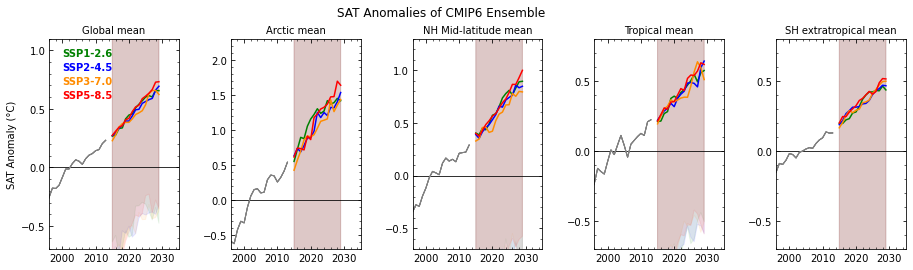 SAT Anomalies of CMIP6 Ensemble
Global mean
Arctic mean
NH Mid-latitude mean
Tropical mean
SH extratropical mean
SAT Anomaly (°C)
SSP1-2.6
SSP2-4.5
SSP3-7.0
SSP5-8.5
1.0
0.5
0.0
−0.5
2000 2010 2020 2030
2.0
1.5
1.0
0.5
0.0
−0.5
2000 2010 2020 2030
1.0
0.5
0.0
−0.5
2000 2010 2020 2030
0.5
0.0
−0.5
2000 2010 2020 2030
0.5
0.0
−0.5
2000 2010 2020 2030